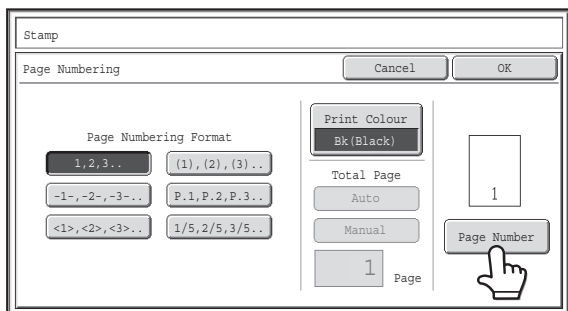 Stamp
Page Numbering
Cancel
OK
Page Numbering Format
1,2,3..
(1),(2),(3)..
-1-,-2-,-3-..
P.1,P.2,P.3..
<1>,<2>,<3>..
1/5,2/5,3/5..
Print Colour
Bk(Black)
Total Page
Auto
Manual
1 Page
1
Page Number